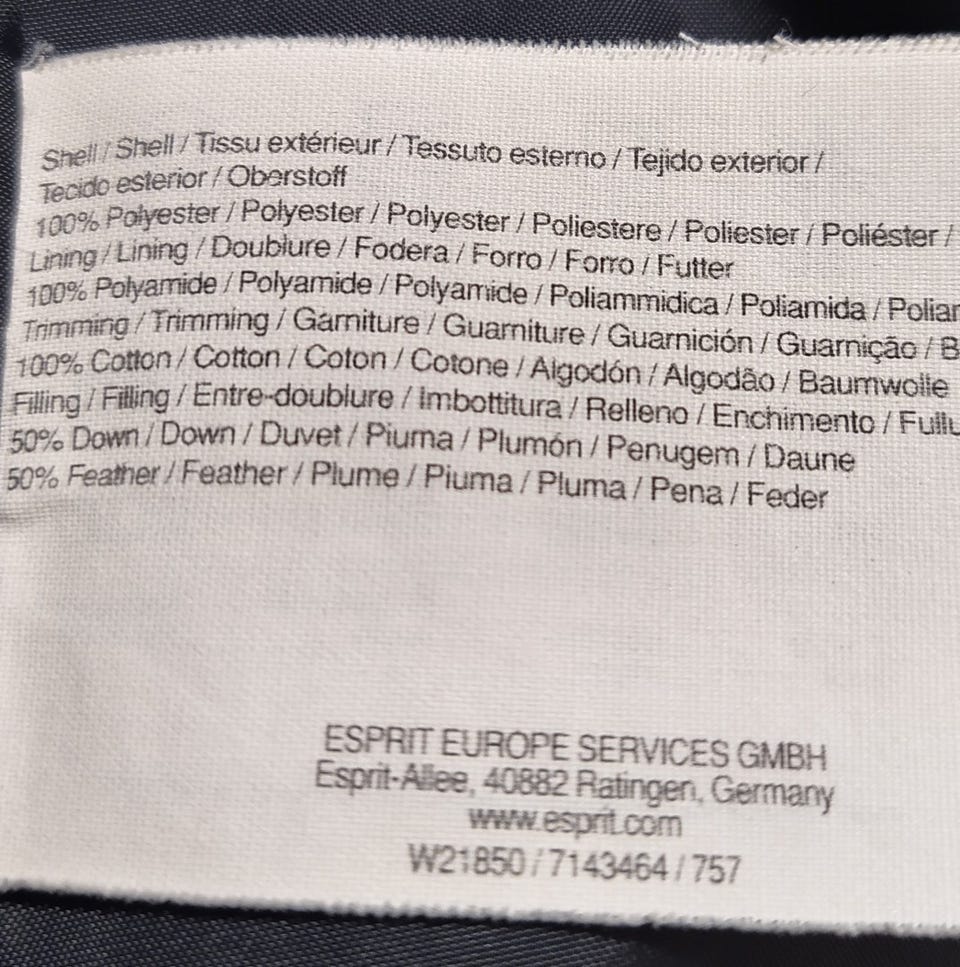 Shell / Shell / Tissu extérieur / Tessuto esterno / Tejido exterior /
Tecido esterior / Oberstoff
100% Polyester / Polyester / Polyester / Poliestere / Poliester / Poliéster /
Lining / Lining / Doublure / Fodera / Forro / Forro / Futter
100% Polyamide / Polyamide / Polyamide / Poliammidica / Poliamida /
Trimming / Trimming / Garniture / Guarniture / Guarnición / Guarnição /
100% Cotton / Cotton / Coton / Cotone / Algodón / Algodão / Baumwolle
Filling / Filling / Entre-doublure / Imbottitura / Relleno / Enchimento /
50% Down / Down / Duvet / Piuma / Plumón / Penugem / Daune
50% Feather / Feather / Plume / Piuma / Pluma / Pena / Feder
ESPRIT EUROPE SERVICES GMBH
Esprit-Allee, 40882 Ratingen, Germany
www.esprit.com
W21850 / 7143464 / 757